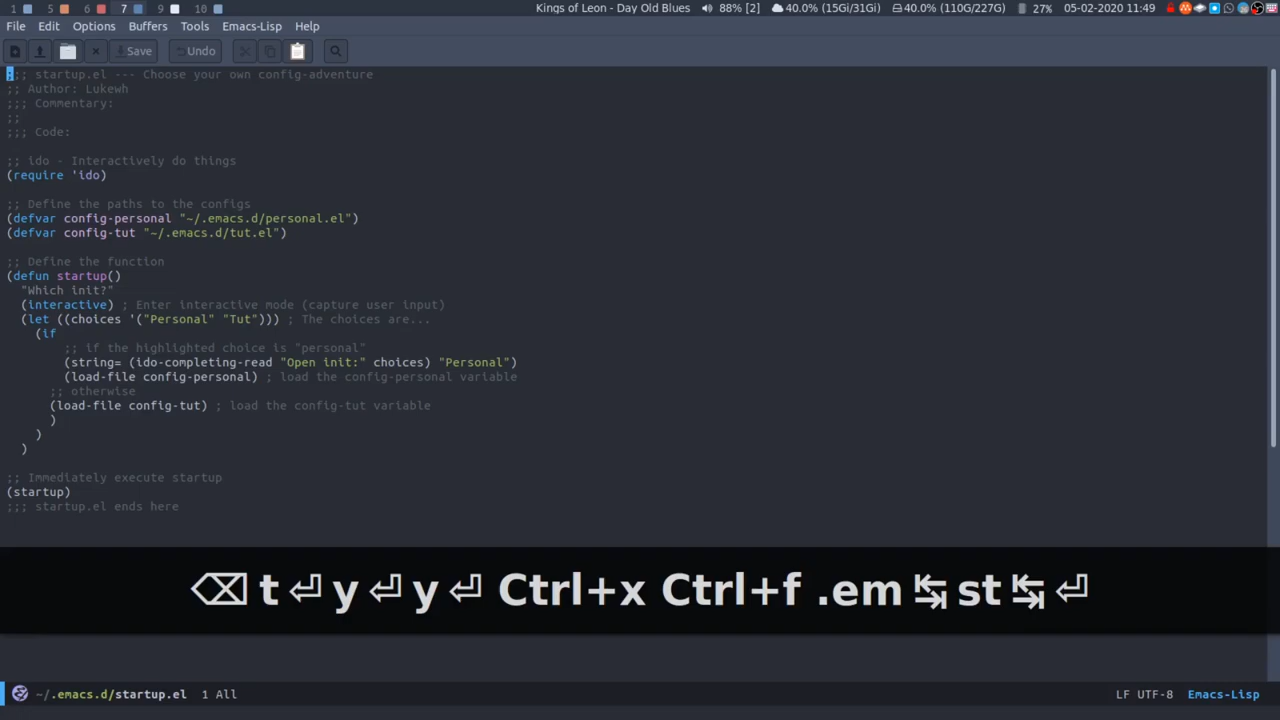 1 5 6 7 9 10 Kings of Leon - Day Old Blues 88% [2] 40.0% (15Gi/31Gi) 40.0% (110G/227G) 27% 05-02-2020 11:49
File Edit Options Buffers Tools Emacs-Lisp Help
Save Undo
;;; startup.el --- Choose your own config-adventure
;; Author: Lukewh
;;; Commentary:
;;
;;; Code:
;; ido - Interactively do things
(require 'ido)
;; Define the paths to the configs
(defvar config-personal "~/.emacs.d/personal.el")
(defvar config-tut "~/.emacs.d/tut.el")
;; Define the function
(defun startup()
"Which init?"
(interactive) ; Enter interactive mode (capture user input)
(let ((choices '("Personal" "Tut"))) ; The choices are...
(if
;; if the highlighted choice is "personal"
(string= (ido-completing-read "Open init:" choices) "Personal")
(load-file config-personal) ; load the config-personal variable
;; otherwise
(load-file config-tut) ; load the config-tut variable
)
)
)
;; Immediately execute startup
(startup)
;;; startup.el ends here
⌫ t⏎y⏎y⏎ Ctrl+x Ctrl+f .em↹st↹⏎
~/.emacs.d/startup.el 1 All LF UTF-8 Emacs-Lisp